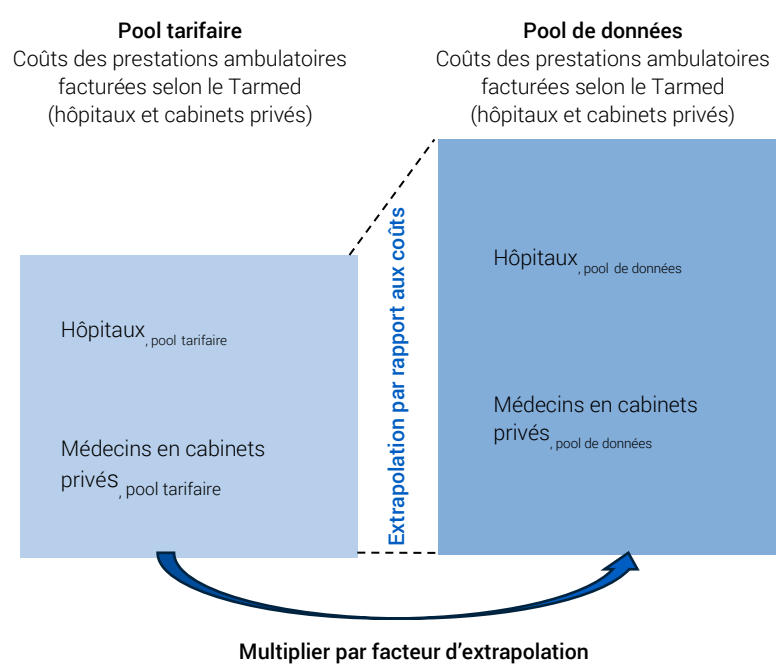 Pool tarifaire
Coûts des prestations ambulatoires
facturées selon le Tarmed
(hôpitaux et cabinets privés)
Pool de données
Coûts des prestations ambulatoires
facturées selon le Tarmed
(hôpitaux et cabinets privés)
Hôpitaux, pool tarifaire
Médecins en cabinets
privés, pool tarifaire
Extrapolation par rapport aux coûts
Hôpitaux, pool de données
Médecins en cabinets
privés, pool de données
Multiplier par facteur d’extrapolation